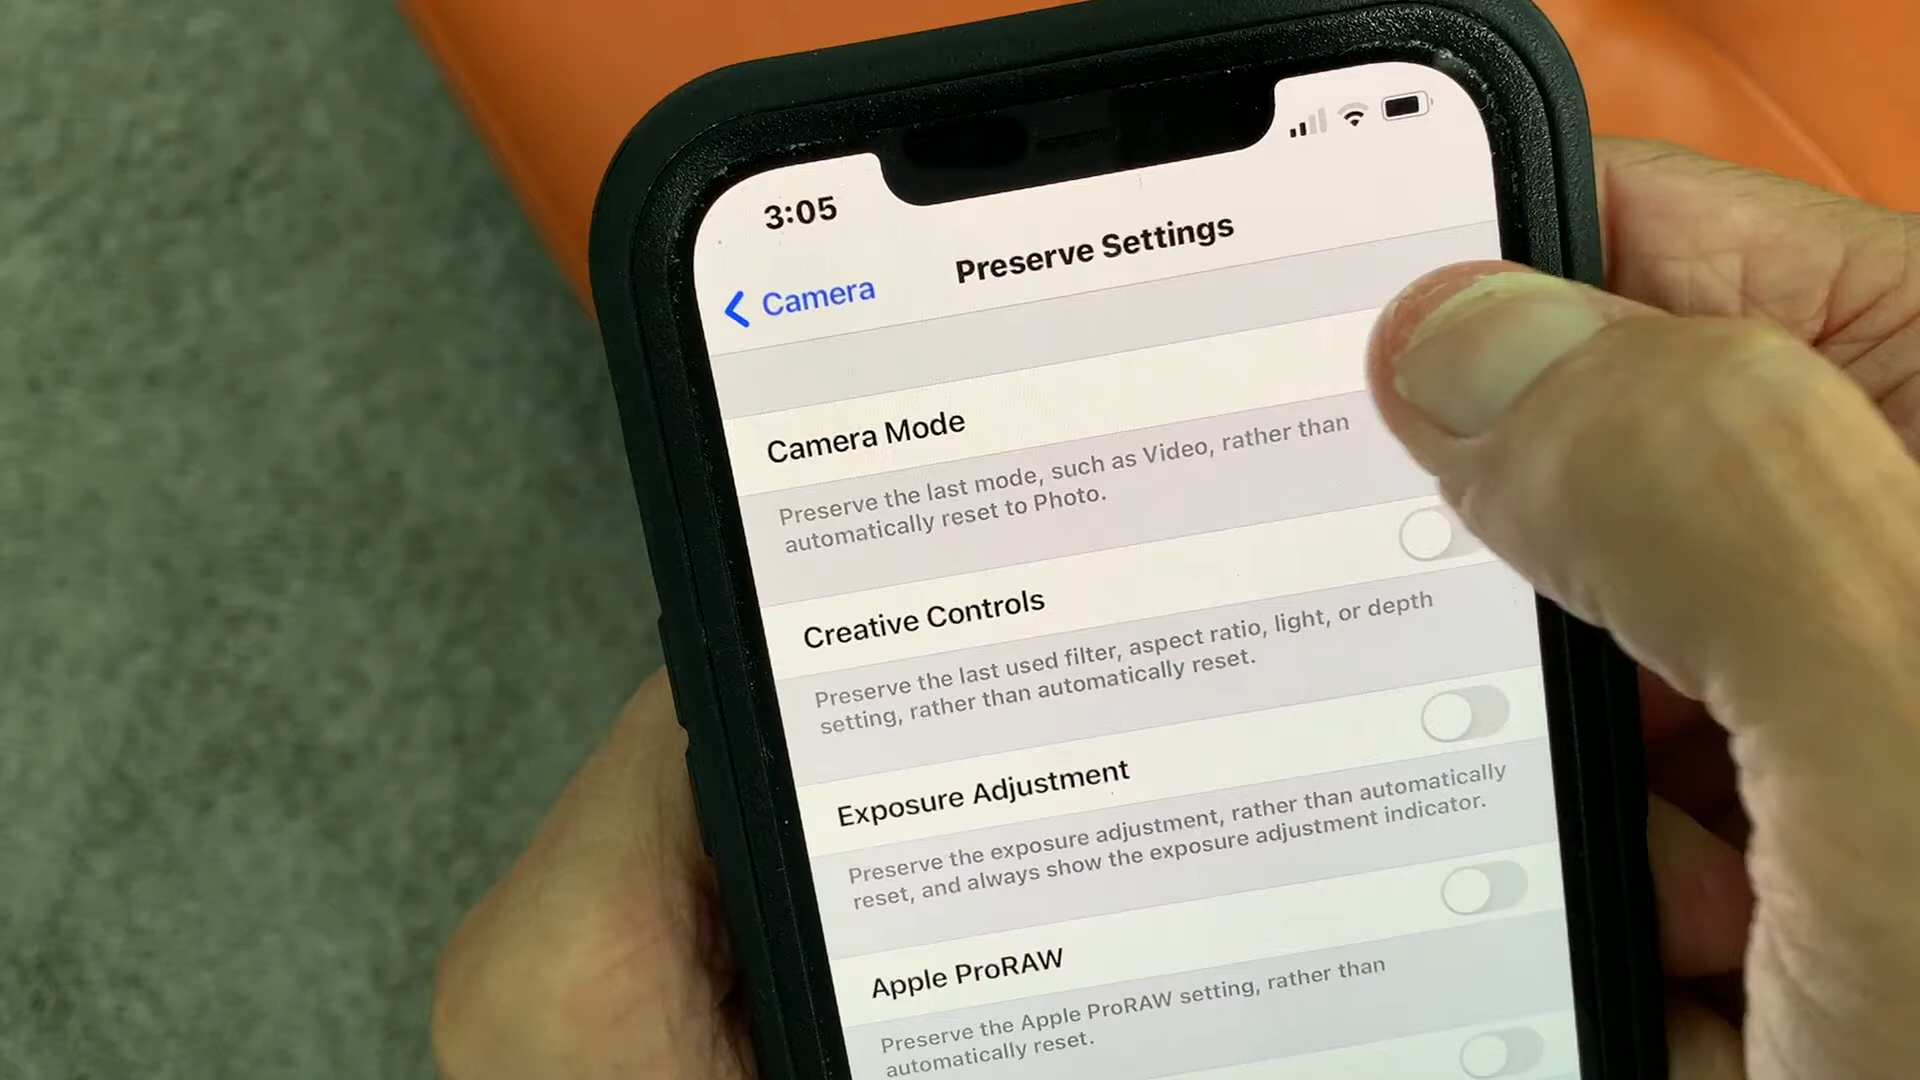 3:05
Camera
Preserve Settings
Camera Mode
Preserve the last mode, such as Video, rather than
automatically reset to Photo.
Creative Controls
Preserve the last used filter, aspect ratio, light, or depth
setting, rather than automatically reset.
Exposure Adjustment
Preserve the exposure adjustment, rather than automatically
reset, and always show the exposure adjustment indicator.
Apple ProRAW
Preserve the Apple ProRAW setting, rather than
automatically reset.